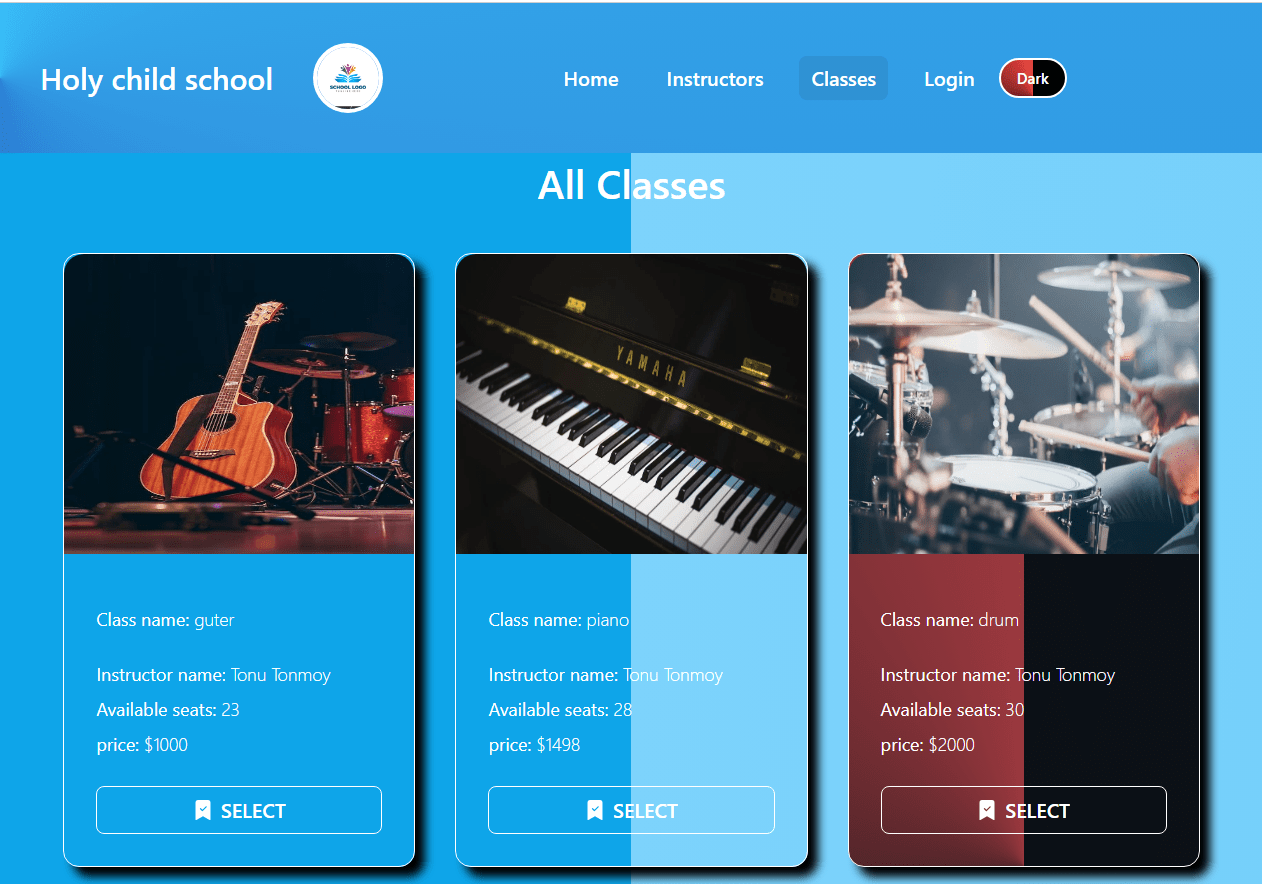 Holy child school
SCHOOL LOGO
Home
Instructors
Classes
Login
Dark
All Classes
YAMAHA
Class name: guter
Instructor name: Tonu Tonmoy
Available seats: 23
price: $1000
SELECT
Class name: piano
Instructor name: Tonu Tonmoy
Available seats: 28
price: $1498
SELECT
Class name: drum
Instructor name: Tonu Tonmoy
Available seats: 30
price: $2000
SELECT